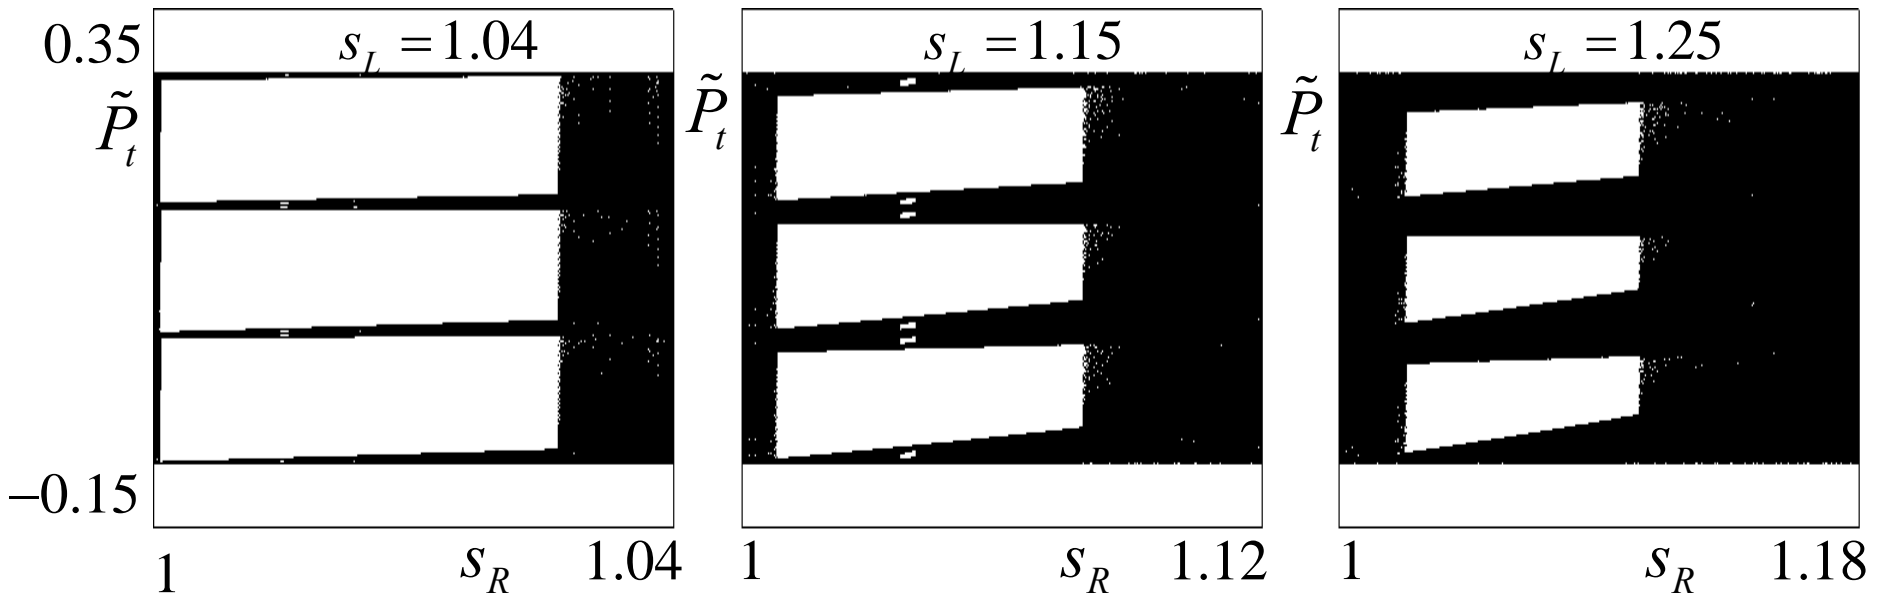 0.35
s_L = 1.04
s_L = 1.15
s_L = 1.25
P̃_t
P̃_t
P̃_t
−0.15
1 s_R 1.04
1 s_R 1.12
1 s_R 1.18